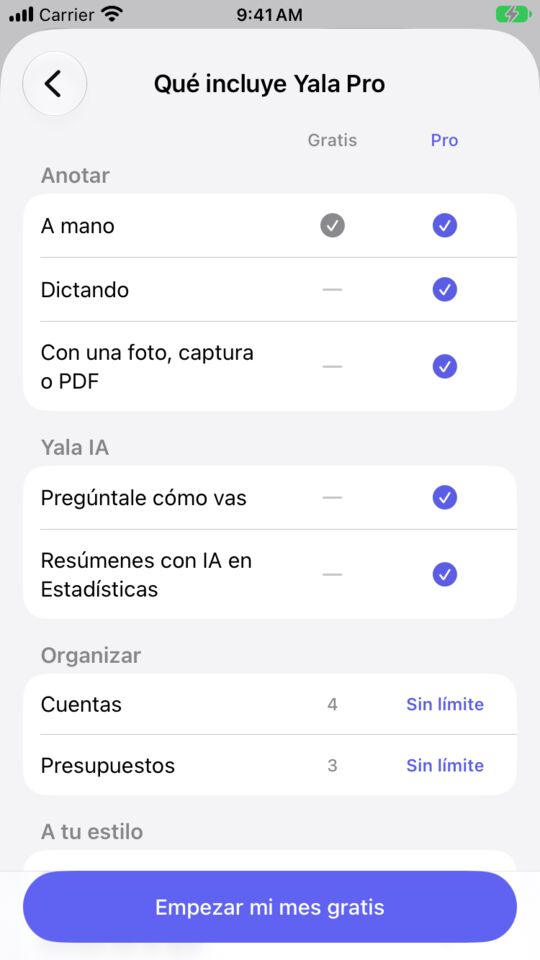 Carrier
9:41 AM
Qué incluye Yala Pro
Gratis Pro
Anotar
A mano
Dictando
Con una foto, captura
o PDF
Yala IA
Pregúntale cómo vas
Resúmenes con IA en
Estadísticas
Organizar
Cuentas 4 Sin límite
Presupuestos 3 Sin límite
A tu estilo
Empezar mi mes gratis